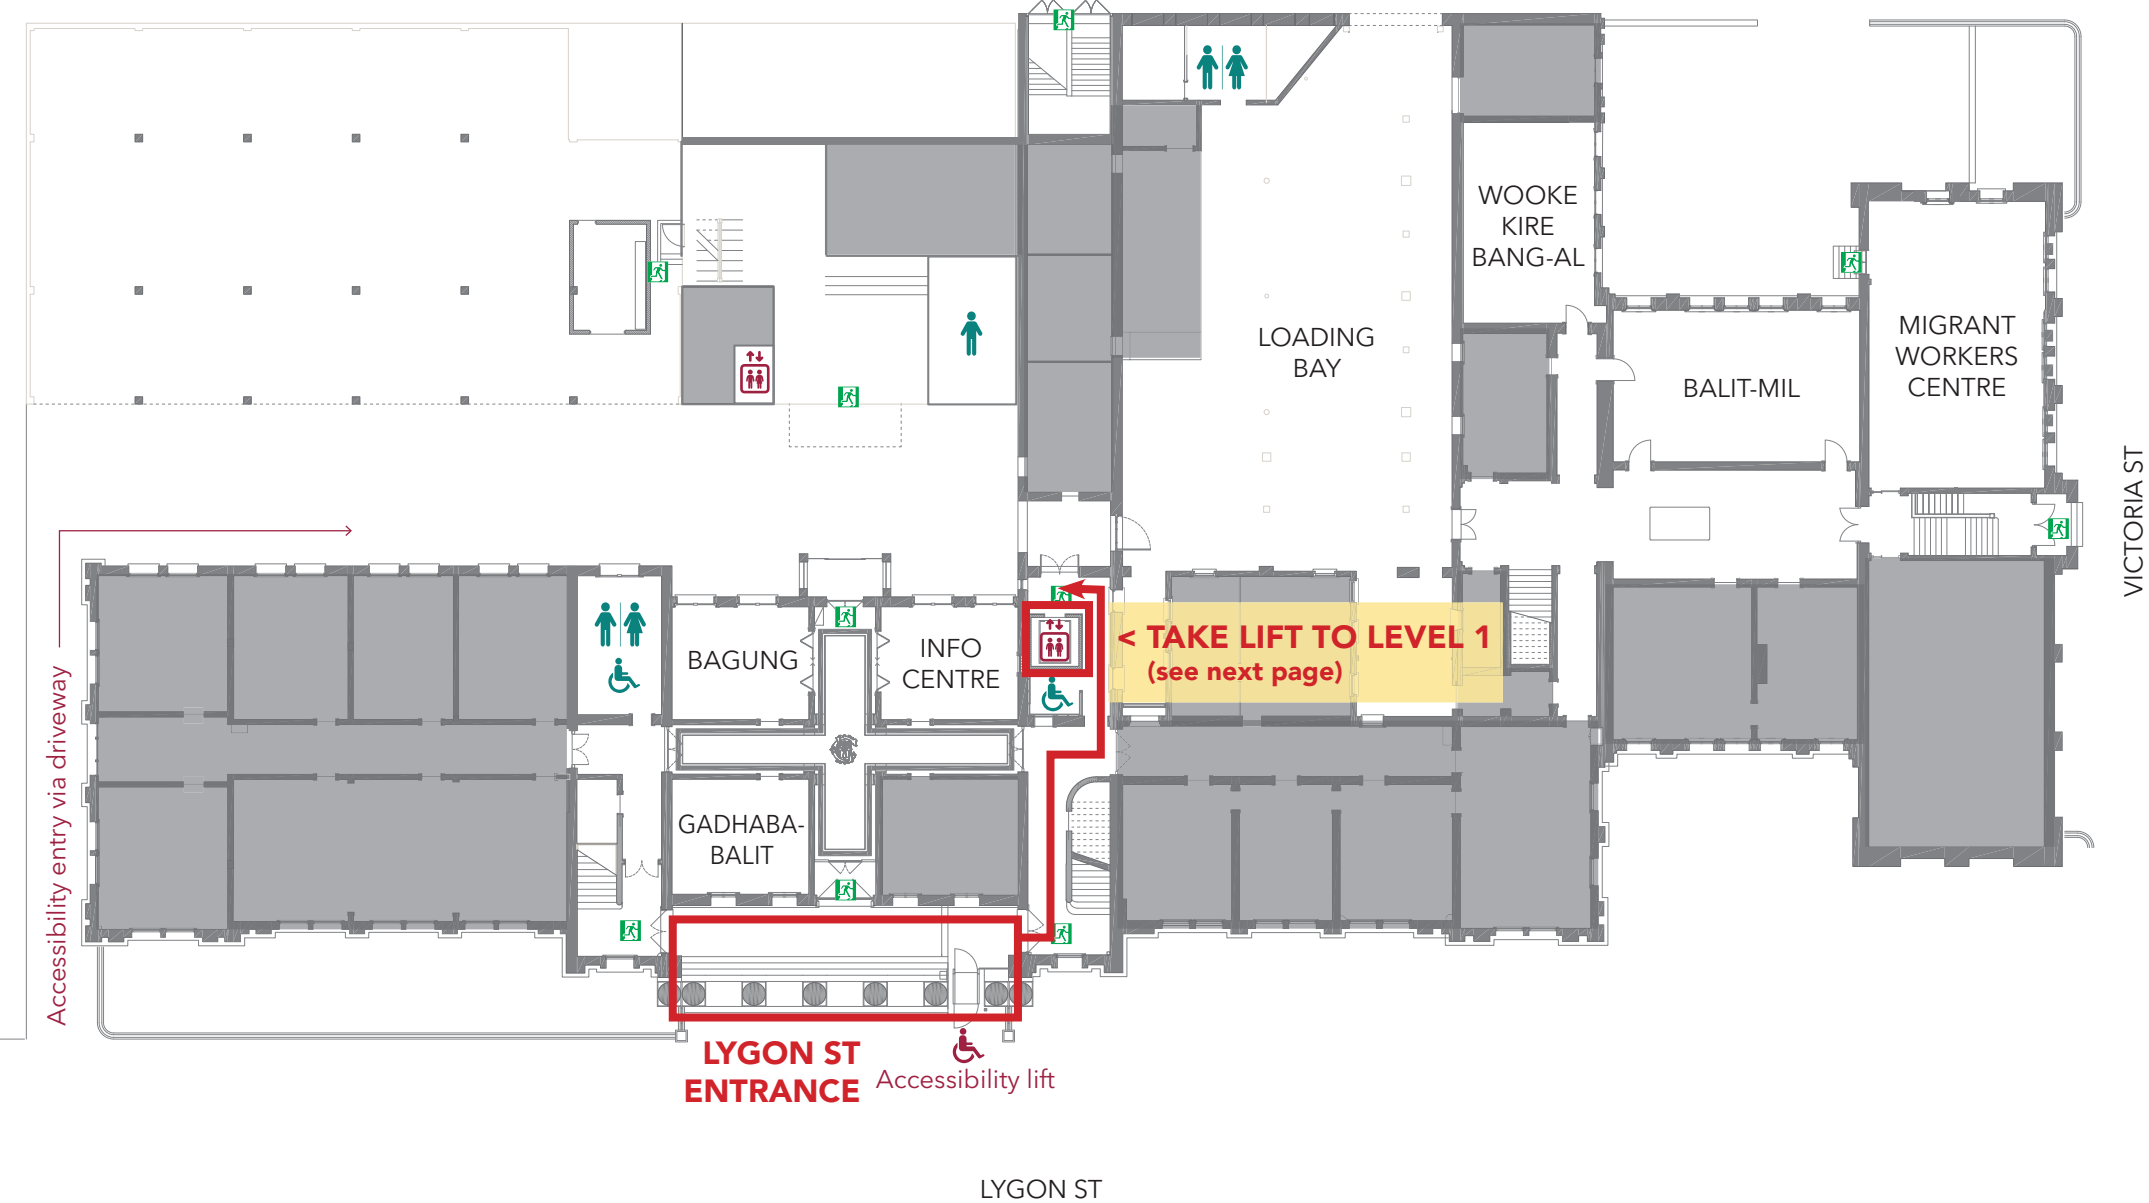 WOOKE
KIRE
BANG-AL
LOADING
BAY
MIGRANT
WORKERS
CENTRE
BALIT-MIL
VICTORIA ST
Accessibility entry via driveway
BAGUNG
INFO
CENTRE
< TAKE LIFT TO LEVEL 1
(see next page)
GADHABA-
BALIT
LYGON ST
ENTRANCE
Accessibility lift
LYGON ST